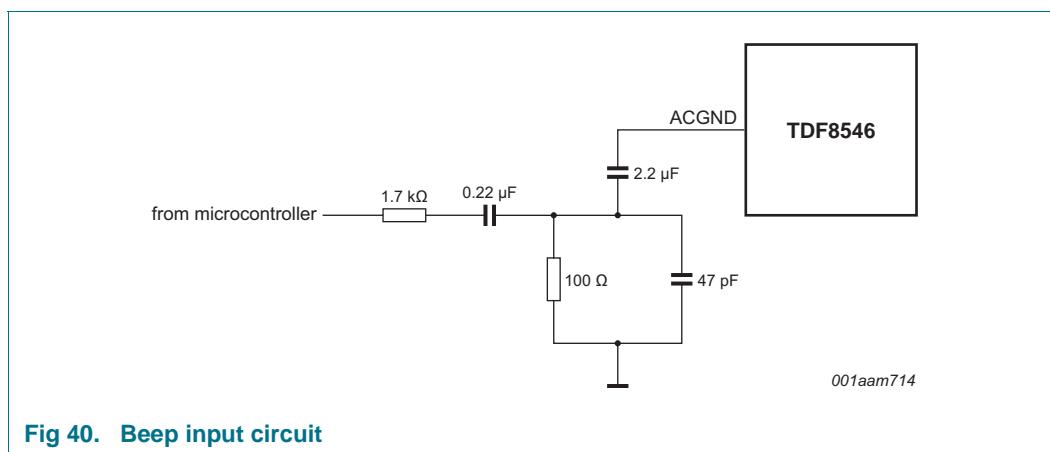 ACGND
TDF8546
2.2 µF
1.7 kΩ
0.22 µF
from microcontroller
100 Ω
47 pF
001aam714
Fig 40. Beep input circuit